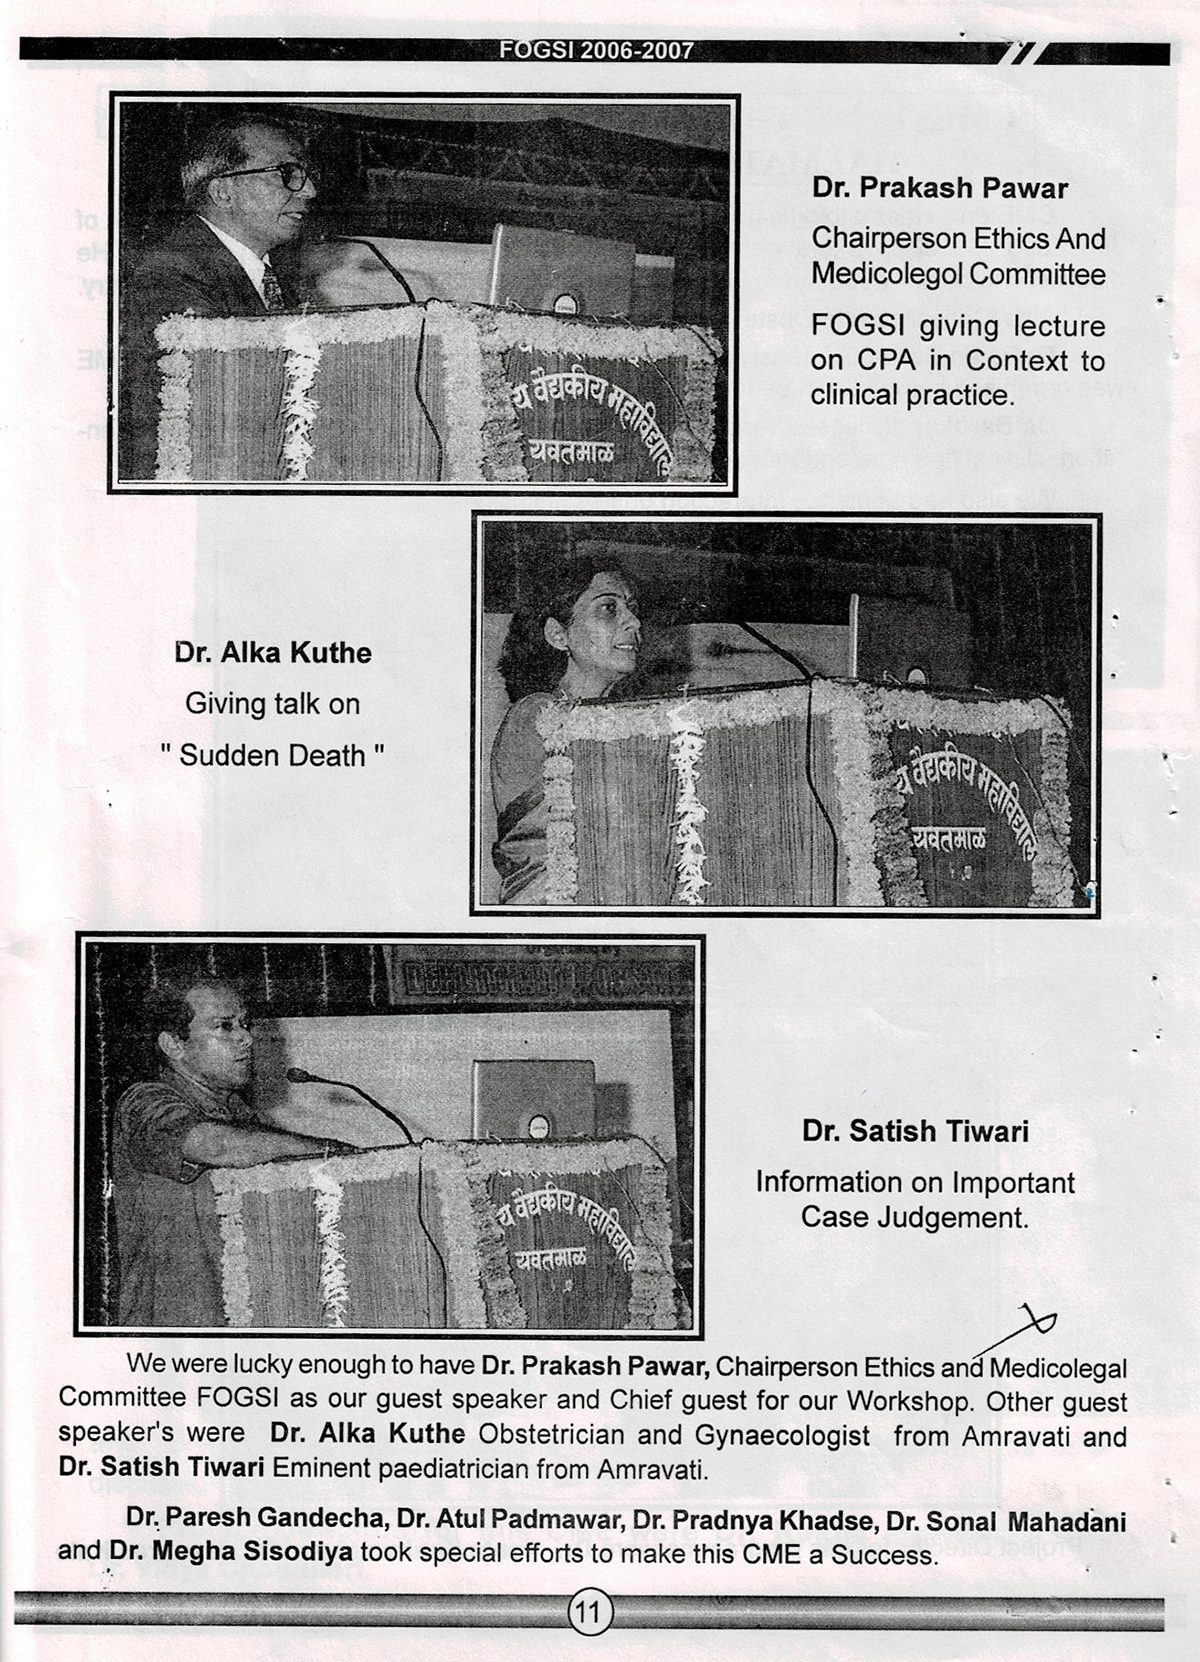 FOGSI 2006-2007
Dr. Prakash Pawar
Chairperson Ethics And
Medicolegol Committee
FOGSI giving lecture
on CPA in Context to
clinical practice.
य वैद्यकीय महाविद्याल
यवतमाळ
Dr. Alka Kuthe
Giving talk on
" Sudden Death "
य वैद्यकीय महाविद्याल
यवतमाळ
Dr. Satish Tiwari
Information on Important
Case Judgement.
य वैद्यकीय महाविद्याल
यवतमाळ
We were lucky enough to have Dr. Prakash Pawar, Chairperson Ethics and Medicolegal
Committee FOGSI as our guest speaker and Chief guest for our Workshop. Other guest
speaker's were Dr. Alka Kuthe Obstetrician and Gynaecologist from Amravati and
Dr. Satish Tiwari Eminent paediatrician from Amravati.
Dr. Paresh Gandecha, Dr. Atul Padmawar, Dr. Pradnya Khadse, Dr. Sonal Mahadani
and Dr. Megha Sisodiya took special efforts to make this CME a Success.
11